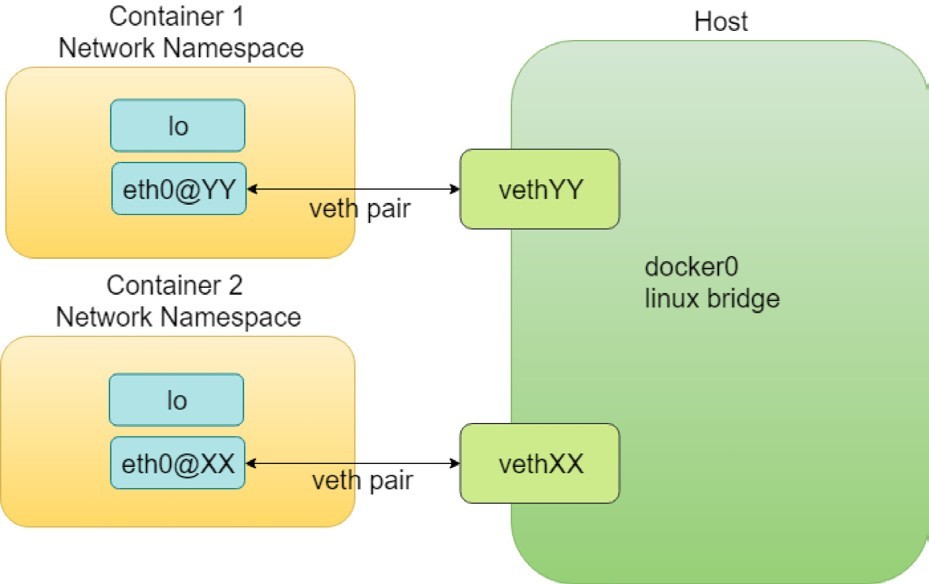 Container 1
Network Namespace
lo
eth0@YY
veth pair
vethYY
Host
docker0
linux bridge
Container 2
Network Namespace
lo
eth0@XX
veth pair
vethXX